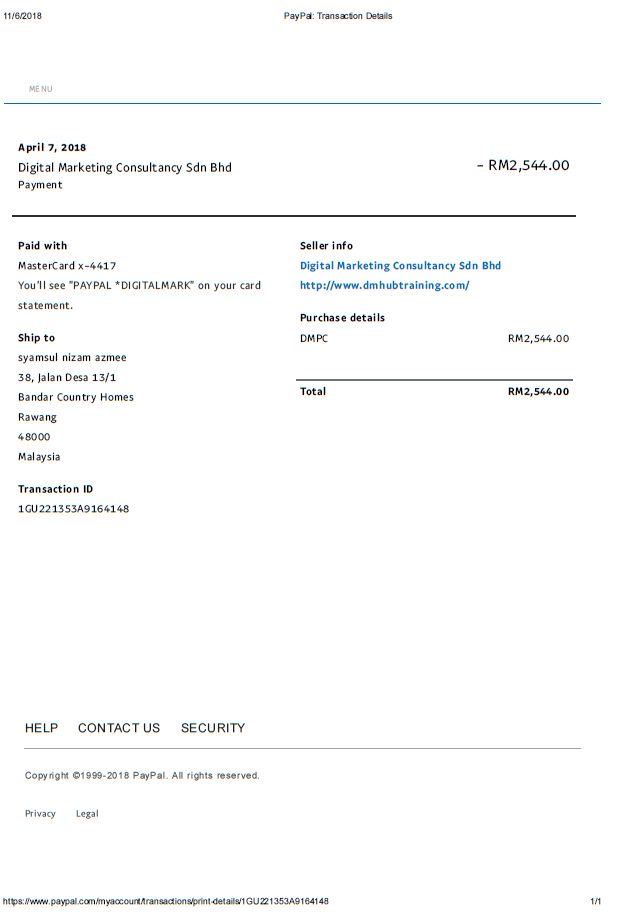 11/6/2018 PayPal: Transaction Details
MENU
April 7, 2018
Digital Marketing Consultancy Sdn Bhd - RM2,544.00
Payment
Paid with
MasterCard x-4417
You'll see "PAYPAL *DIGITALMARK" on your card
statement.
Ship to
syamsul nizam azmee
38, Jalan Desa 13/1
Bandar Country Homes
Rawang
48000
Malaysia
Transaction ID
1GU221353A9164148
Seller info
Digital Marketing Consultancy Sdn Bhd
http://www.dmhubtraining.com/
Purchase details
DMPC RM2,544.00
Total RM2,544.00
HELP CONTACT US SECURITY
Copyright ©1999-2018 PayPal. All rights reserved.
Privacy Legal
https://www.paypal.com/myaccount/transactions/print-details/1GU221353A9164148 1/1